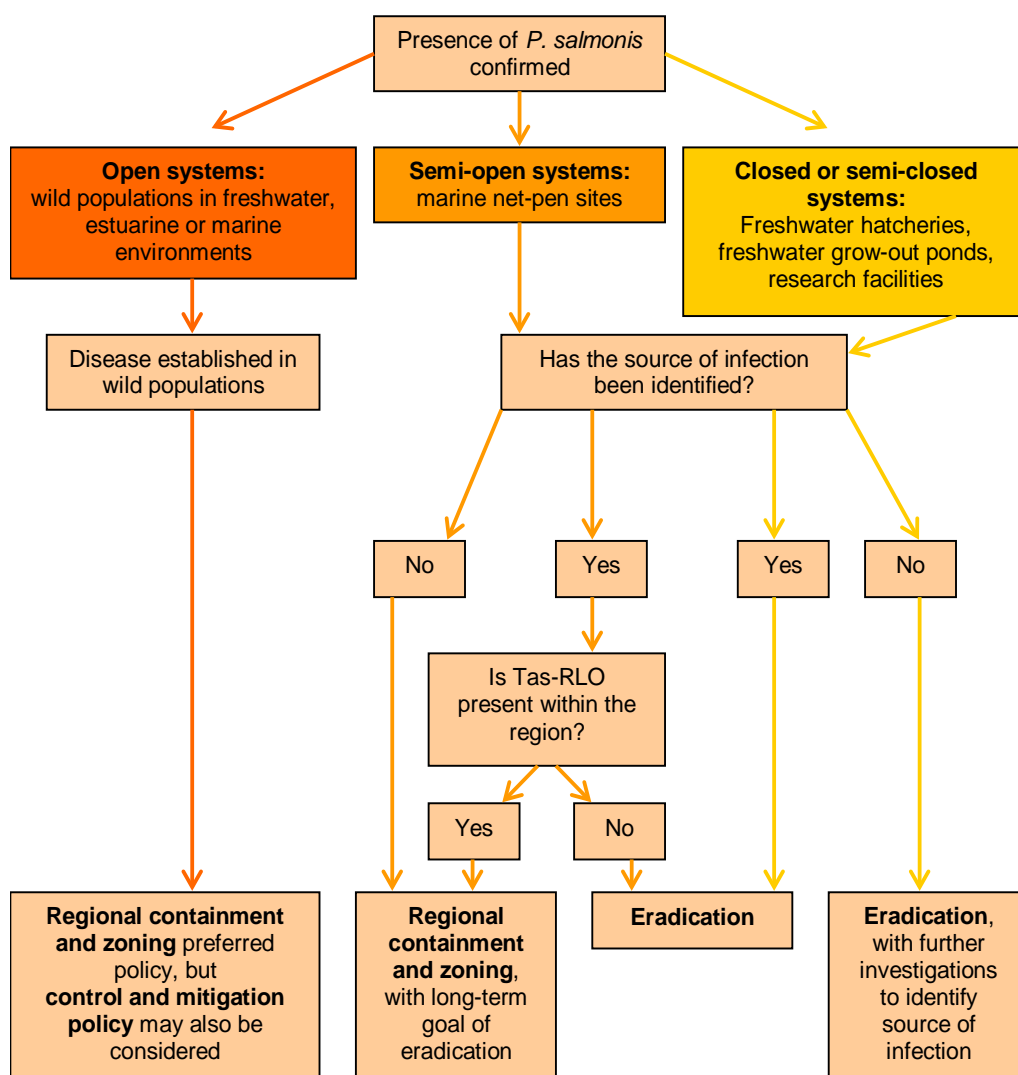 Presence of P. salmonis
confirmed
Open systems:
wild populations in freshwater,
estuarine or marine
environments
Semi-open systems:
marine net-pen sites
Closed or semi-closed
systems:
Freshwater hatcheries,
freshwater grow-out ponds,
research facilities
Disease established in
wild populations
Has the source of infection
been identified?
No
Yes
Yes
No
Is Tas-RLO
present within the
region?
Yes
No
Regional containment
and zoning preferred
policy, but
control and mitigation
policy may also be
considered
Regional
containment
and zoning,
with long-term
goal of
eradication
Eradication
Eradication,
with further
investigations
to identify
source of
infection